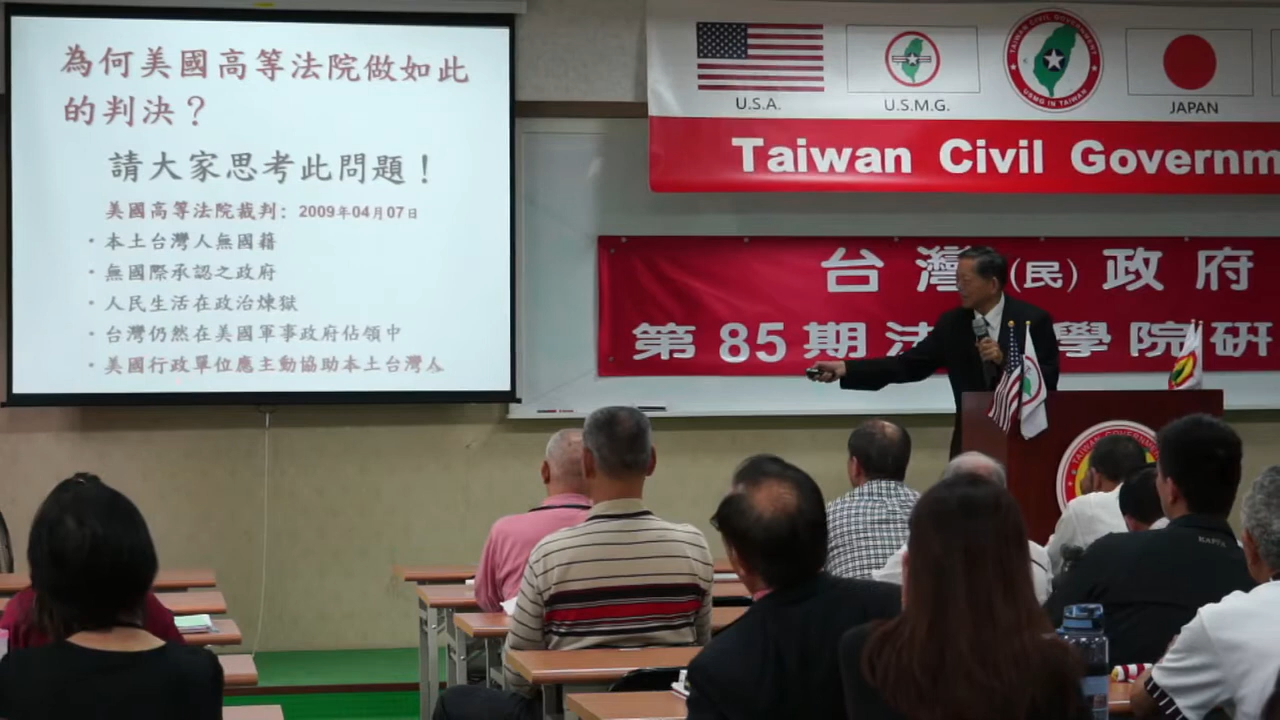 為何美國高等法院做如此
的判決？
請大家思考此問題！
美國高等法院裁判：2009年04月07日
・本土台灣人無國籍
・無國際承認之政府
・人民生活在政治煉獄
・台灣仍然在美國軍事政府佔領中
・美國行政單位應主動協助本土台灣人
U.S.A.
U.S.M.G.
TAIWAN CIVIL GOVERNMENT
USMG IN TAIWAN
JAPAN
Taiwan Civil Governm
台灣(民)政府
第85期法 學院研
TAIWAN GOVERNMENT
KAPPA